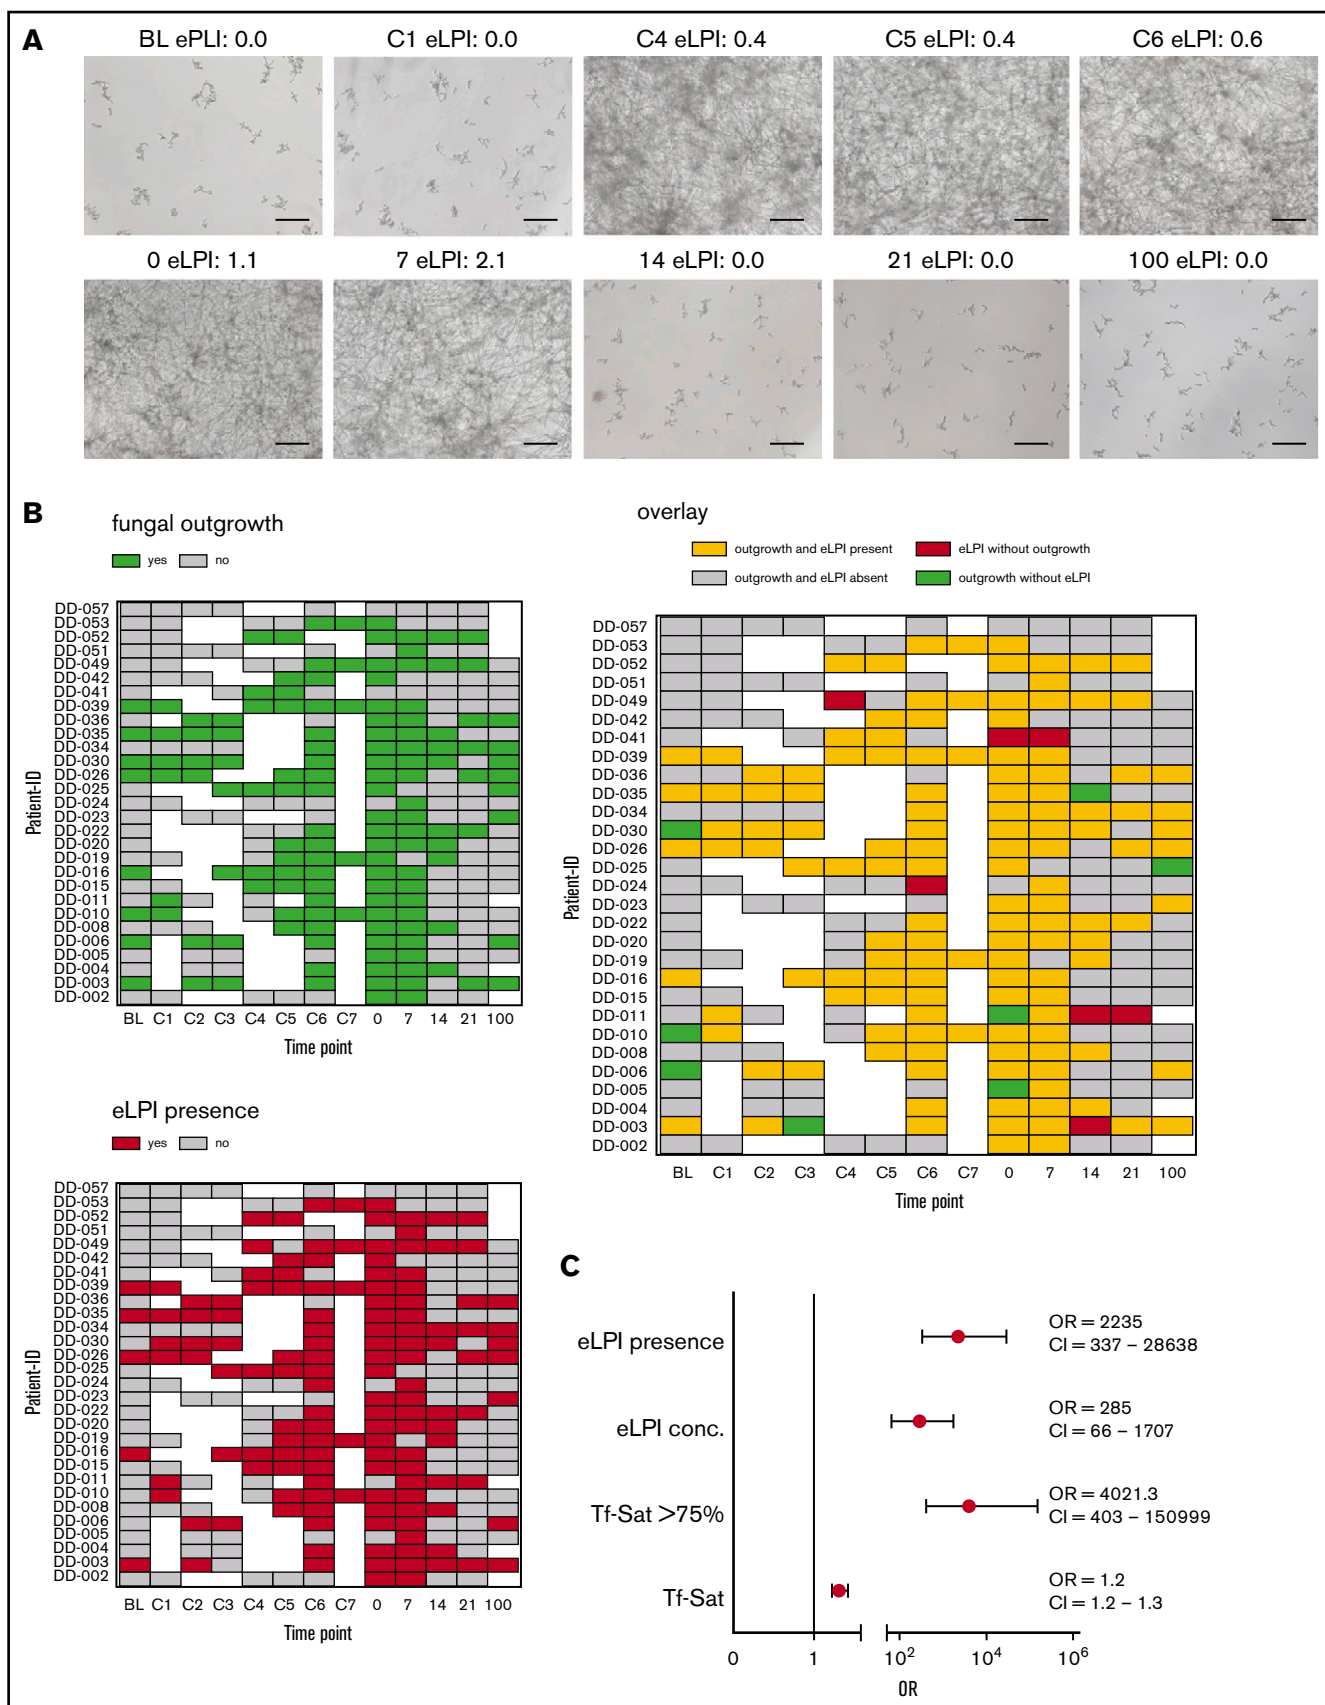 A
BL ePLI: 0.0
C1 eLPI: 0.0
C4 eLPI: 0.4
C5 eLPI: 0.4
C6 eLPI: 0.6
0 eLPI: 1.1
7 eLPI: 2.1
14 eLPI: 0.0
21 eLPI: 0.0
100 eLPI: 0.0
B
fungal outgrowth
yes
no
Patient-ID
DD-057
DD-053
DD-052
DD-051
DD-049
DD-042
DD-041
DD-039
DD-036
DD-035
DD-034
DD-030
DD-026
DD-025
DD-024
DD-023
DD-022
DD-020
DD-019
DD-016
DD-015
DD-011
DD-010
DD-008
DD-006
DD-005
DD-004
DD-003
DD-002
BL C1 C2 C3 C4 C5 C6 C7 0 7 14 21 100
Time point
eLPI presence
yes
no
Patient-ID
DD-057
DD-053
DD-052
DD-051
DD-049
DD-042
DD-041
DD-039
DD-036
DD-035
DD-034
DD-030
DD-026
DD-025
DD-024
DD-023
DD-022
DD-020
DD-019
DD-016
DD-015
DD-011
DD-010
DD-008
DD-006
DD-005
DD-004
DD-003
DD-002
BL C1 C2 C3 C4 C5 C6 C7 0 7 14 21 100
Time point
overlay
outgrowth and eLPI present
eLPI without outgrowth
outgrowth and eLPI absent
outgrowth without eLPI
Patient-ID
DD-057
DD-053
DD-052
DD-051
DD-049
DD-042
DD-041
DD-039
DD-036
DD-035
DD-034
DD-030
DD-026
DD-025
DD-024
DD-023
DD-022
DD-020
DD-019
DD-016
DD-015
DD-011
DD-010
DD-008
DD-006
DD-005
DD-004
DD-003
DD-002
BL C1 C2 C3 C4 C5 C6 C7 0 7 14 21 100
Time point
C
eLPI presence
OR = 2235
CI = 337 – 28638
eLPI conc.
OR = 285
CI = 66 – 1707
Tf-Sat >75%
OR = 4021.3
CI = 403 – 150999
Tf-Sat
OR = 1.2
CI = 1.2 – 1.3
0 1 10² 10⁴ 10⁶
OR